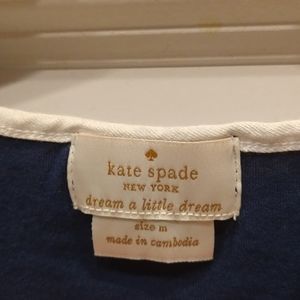 kate spade
NEW YORK
dream a little dream
size m
made in cambodia